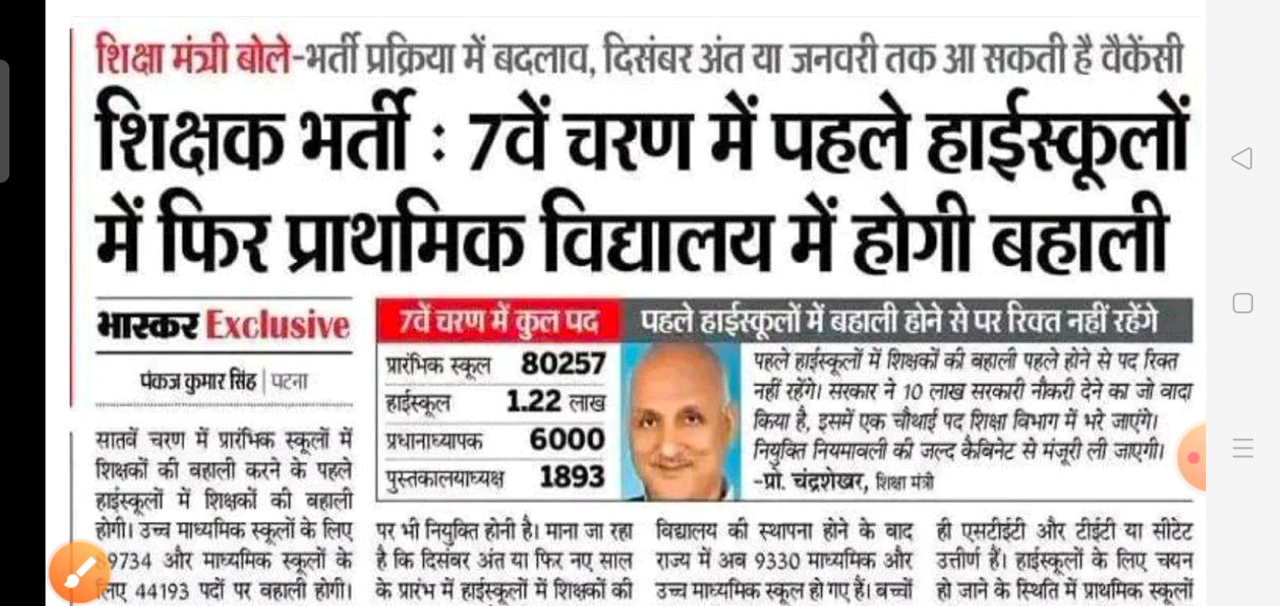 शिक्षा मंत्री बोले-भर्ती प्रक्रिया में बदलाव, दिसंबर अंत या जनवरी तक आ सकती है वैकेंसी
शिक्षक भर्ती : 7वें चरण में पहले हाईस्कूलों
में फिर प्राथमिक विद्यालय में होगी बहाली
भास्कर Exclusive
पंकज कुमार सिंह | पटना
सातवें चरण में प्रारंभिक स्कूलों में
शिक्षकों की बहाली करने के पहले
हाईस्कूलों में शिक्षकों की बहाली
होगी। उच्च माध्यमिक स्कूलों के लिए
9734 और माध्यमिक स्कूलों के
लिए 44193 पदों पर बहाली होगी।
7वें चरण में कुल पद
प्रारंभिक स्कूल 80257
हाईस्कूल 1.22 लाख
प्रधानाध्यापक 6000
पुस्तकालयाध्यक्ष 1893
पहले हाईस्कूलों में बहाली होने से पर रिक्त नहीं रहेंगे
पहले हाईस्कूलों में शिक्षकों की बहाली पहले होने से पद रिक्त
नहीं रहेंगे। सरकार ने 10 लाख सरकारी नौकरी देने का जो वादा
किया है, इसमें एक चौथाई पद शिक्षा विभाग में भरे जाएंगे।
नियुक्ति नियमावली की जल्द कैबिनेट से मंजूरी ली जाएगी।
-प्रो. चंद्रशेखर, शिक्षा मंत्री
पर भी नियुक्ति होनी है। माना जा रहा
है कि दिसंबर अंत या फिर नए साल
के प्रारंभ में हाईस्कूलों में शिक्षकों की
विद्यालय की स्थापना होने के बाद
राज्य में अब 9330 माध्यमिक और
उच्च माध्यमिक स्कूल हो गए हैं। बच्चों
ही एसटीईटी और टीईटी या सीटेट
उत्तीर्ण हैं। हाईस्कूलों के लिए चयन
हो जाने के स्थिति में प्राथमिक स्कूलों